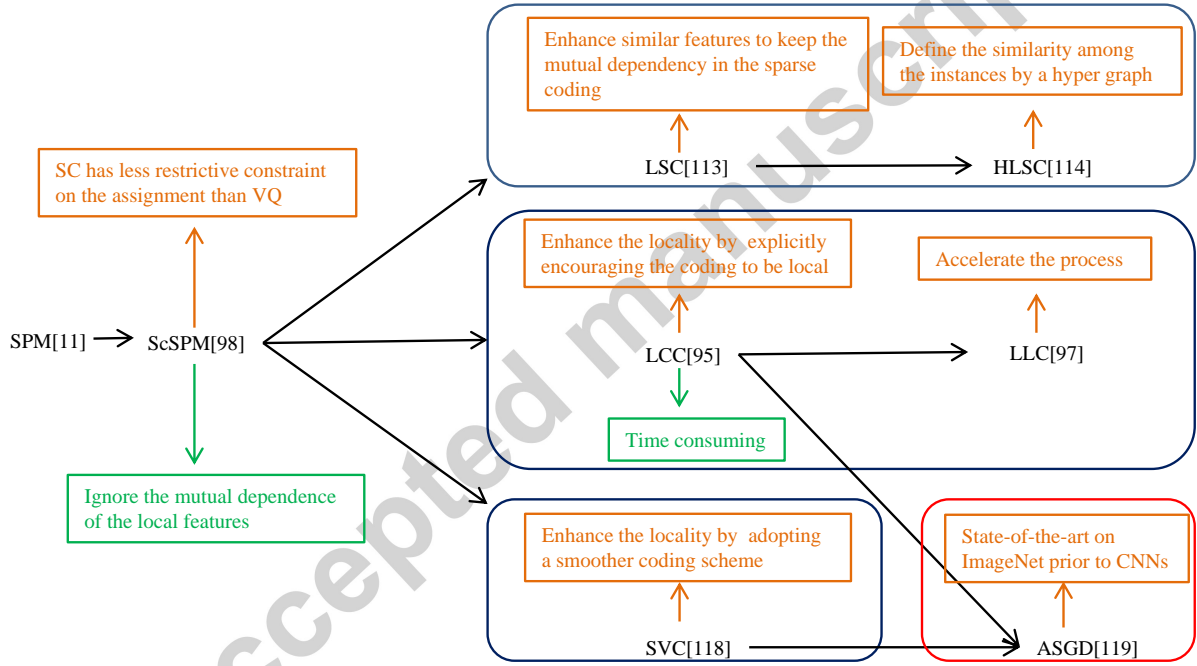 Enhance similar features to keep the
mutual dependency in the sparse
coding
Define the similarity among
the instances by a hyper graph
LSC[113]
HLSC[114]
SC has less restrictive constraint
on the assignment than VQ
Enhance the locality by explicitly
encouraging the coding to be local
Accelerate the process
SPM[11]
ScSPM[98]
LCC[95]
LLC[97]
Time consuming
Ignore the mutual dependence
of the local features
Enhance the locality by adopting
a smoother coding scheme
State-of-the-art on
ImageNet prior to CNNs
SVC[118]
ASGD[119]
ccepted manuscrip